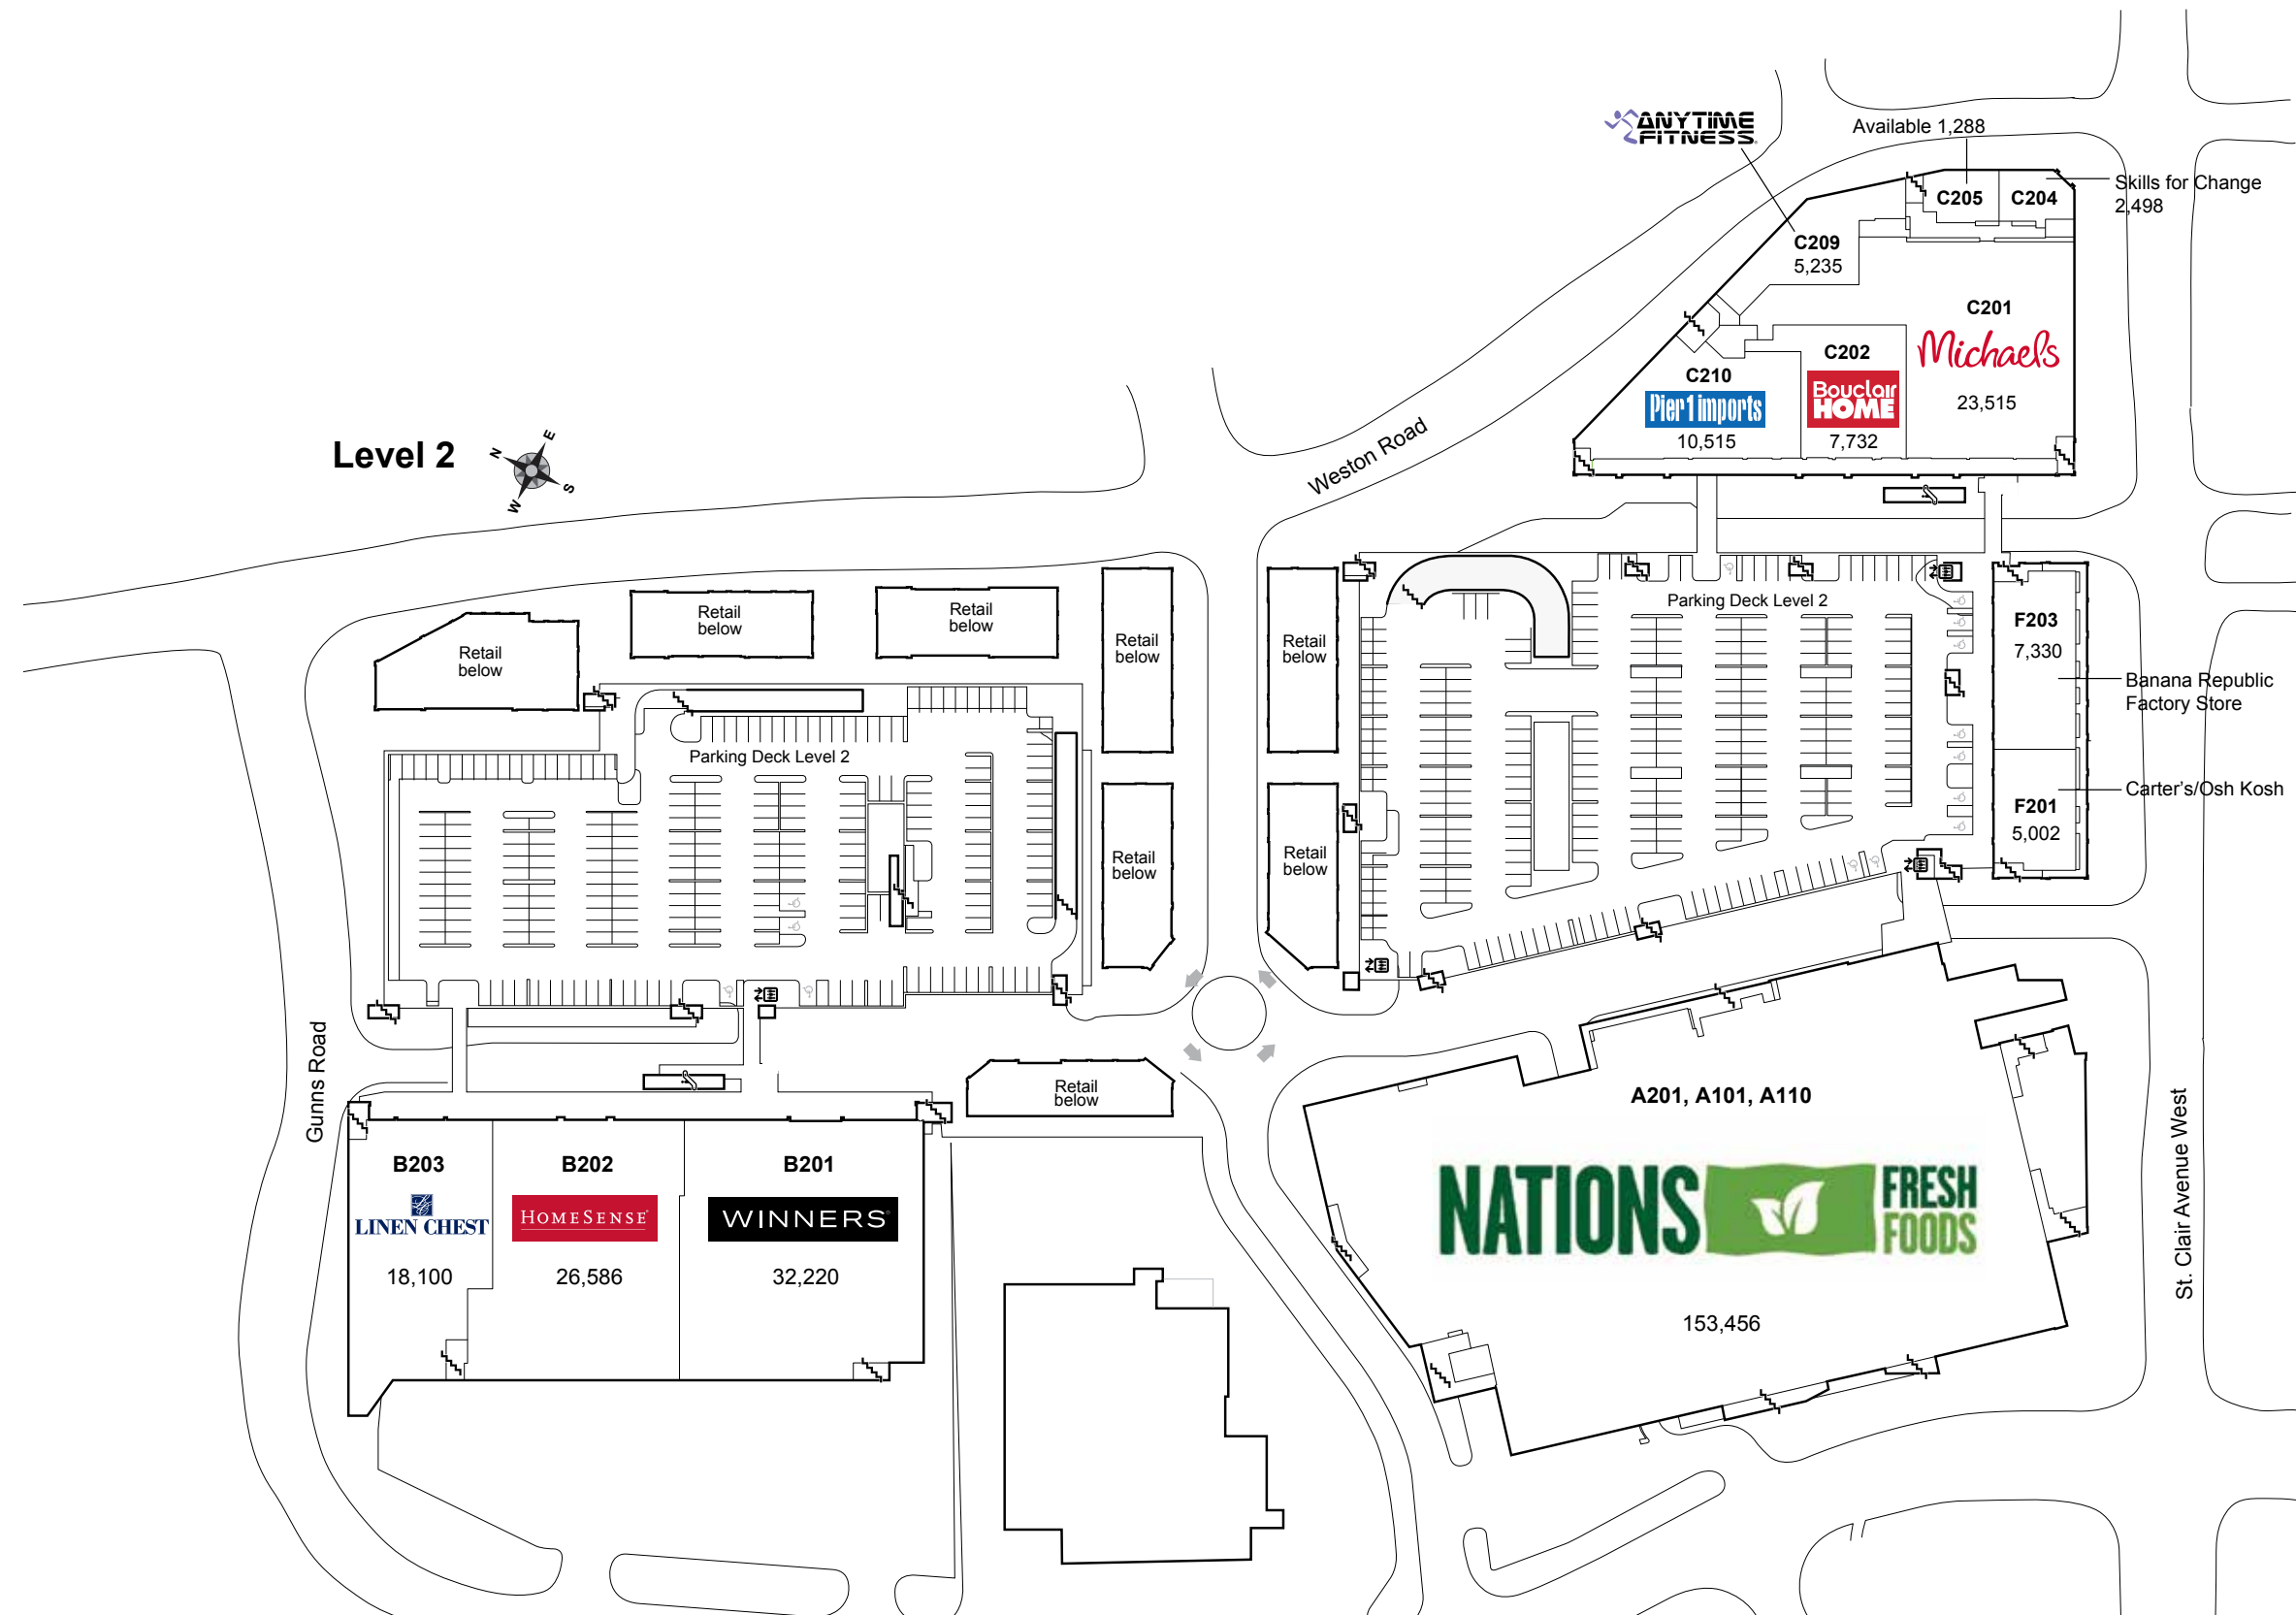 ANYTIME
FITNESS
Available 1,288
Skills for Change
2,498
C205
C204
C209
5,235
C201
Michaels
23,515
C202
Bouclair
HOME
7,732
C210
Pier 1 imports
10,515
Level 2
N
E
S
W
Weston Road
Retail
below
Retail
below
Retail
below
Retail
below
Retail
below
Parking Deck Level 2
F203
7,330
Banana Republic
Factory Store
Parking Deck Level 2
Carter's/Osh Kosh
F201
5,002
Retail
below
Retail
below
Gunns Road
Retail
below
A201, A101, A110
NATIONS
FRESH
FOODS
153,456
St. Clair Avenue West
B203
LINEN CHEST
18,100
B202
HOMESENSE
26,586
B201
WINNERS
32,220